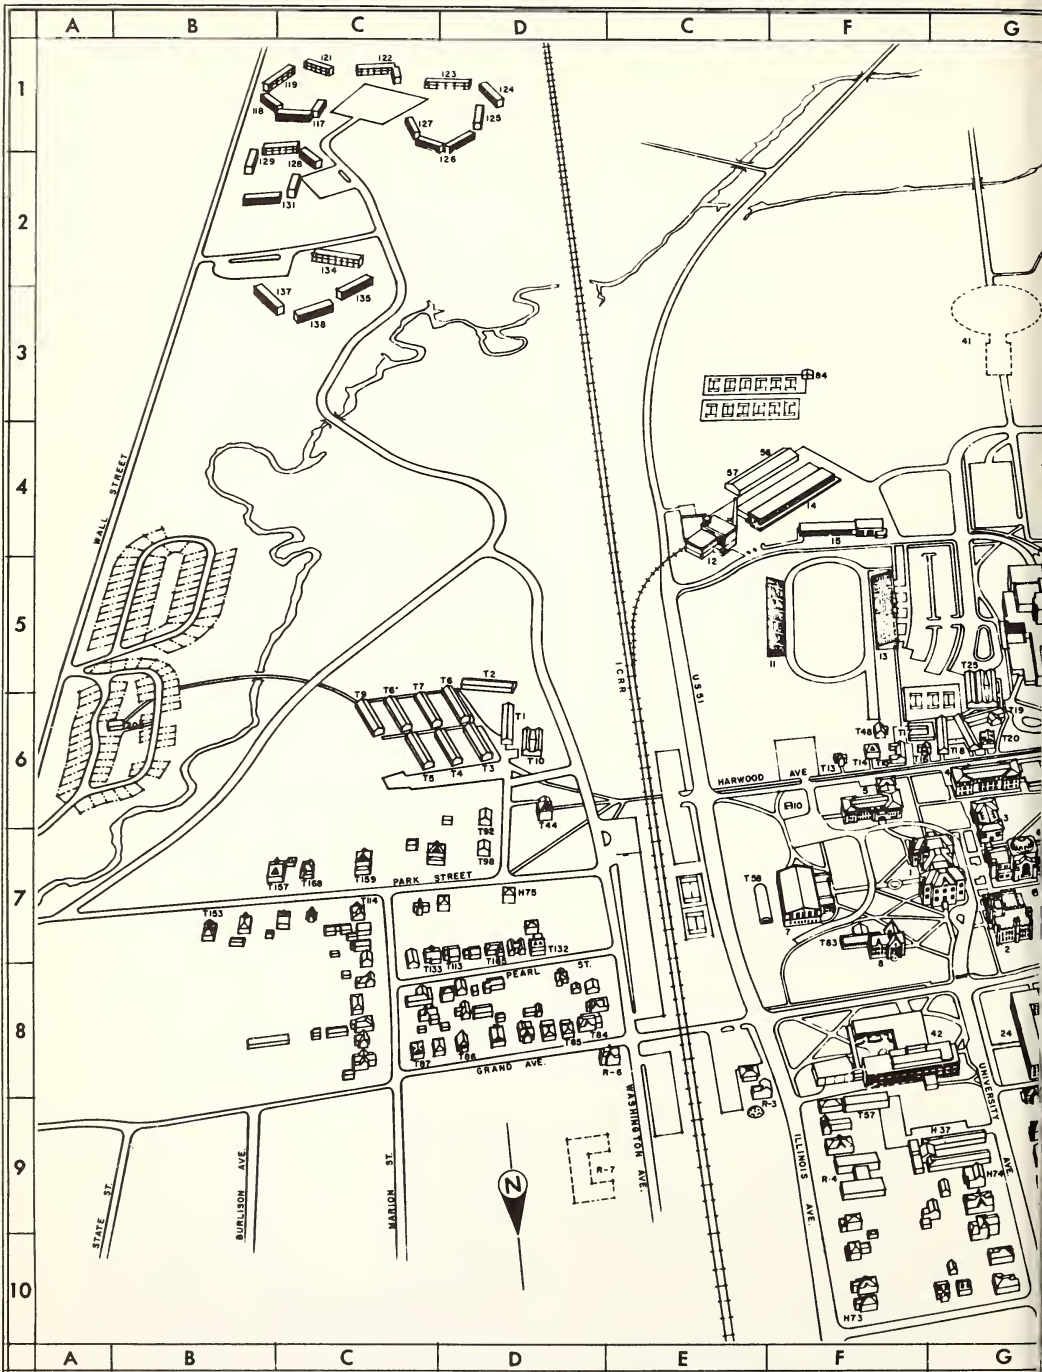 A B C D E F G
1
121 122
119 123 124
118 117 127 125
129 128 126
131
2
134
137 135
138
3
41
84
WALL STREET
4
56
57
14
15
12
5
ICRR
US 51
11 13
T25
T9 T6' T7 T6 T2
T1
T19
T48 T18 T20
T10
6
T5 T4 T3
T13 T14
HARWOOD AVE
4
5
10
3
T44
T92
T98
T157 T168 T159
PARK STREET
7
T58
T114
H75
T153
7
T83
8
2
6
T133 T113 T105 T132
PEARL ST.
8
42
24
T87 T86 T85 T84
GRAND AVE.
R-6
R-3
UNIVERSITY AVE.
T57
H37
H74
9
STATE ST.
BURLISON AVE.
MARION ST.
N
R-7
WASHINGTON AVE.
ILLINOIS AVE.
R-4
10
H73
A B C D E F G